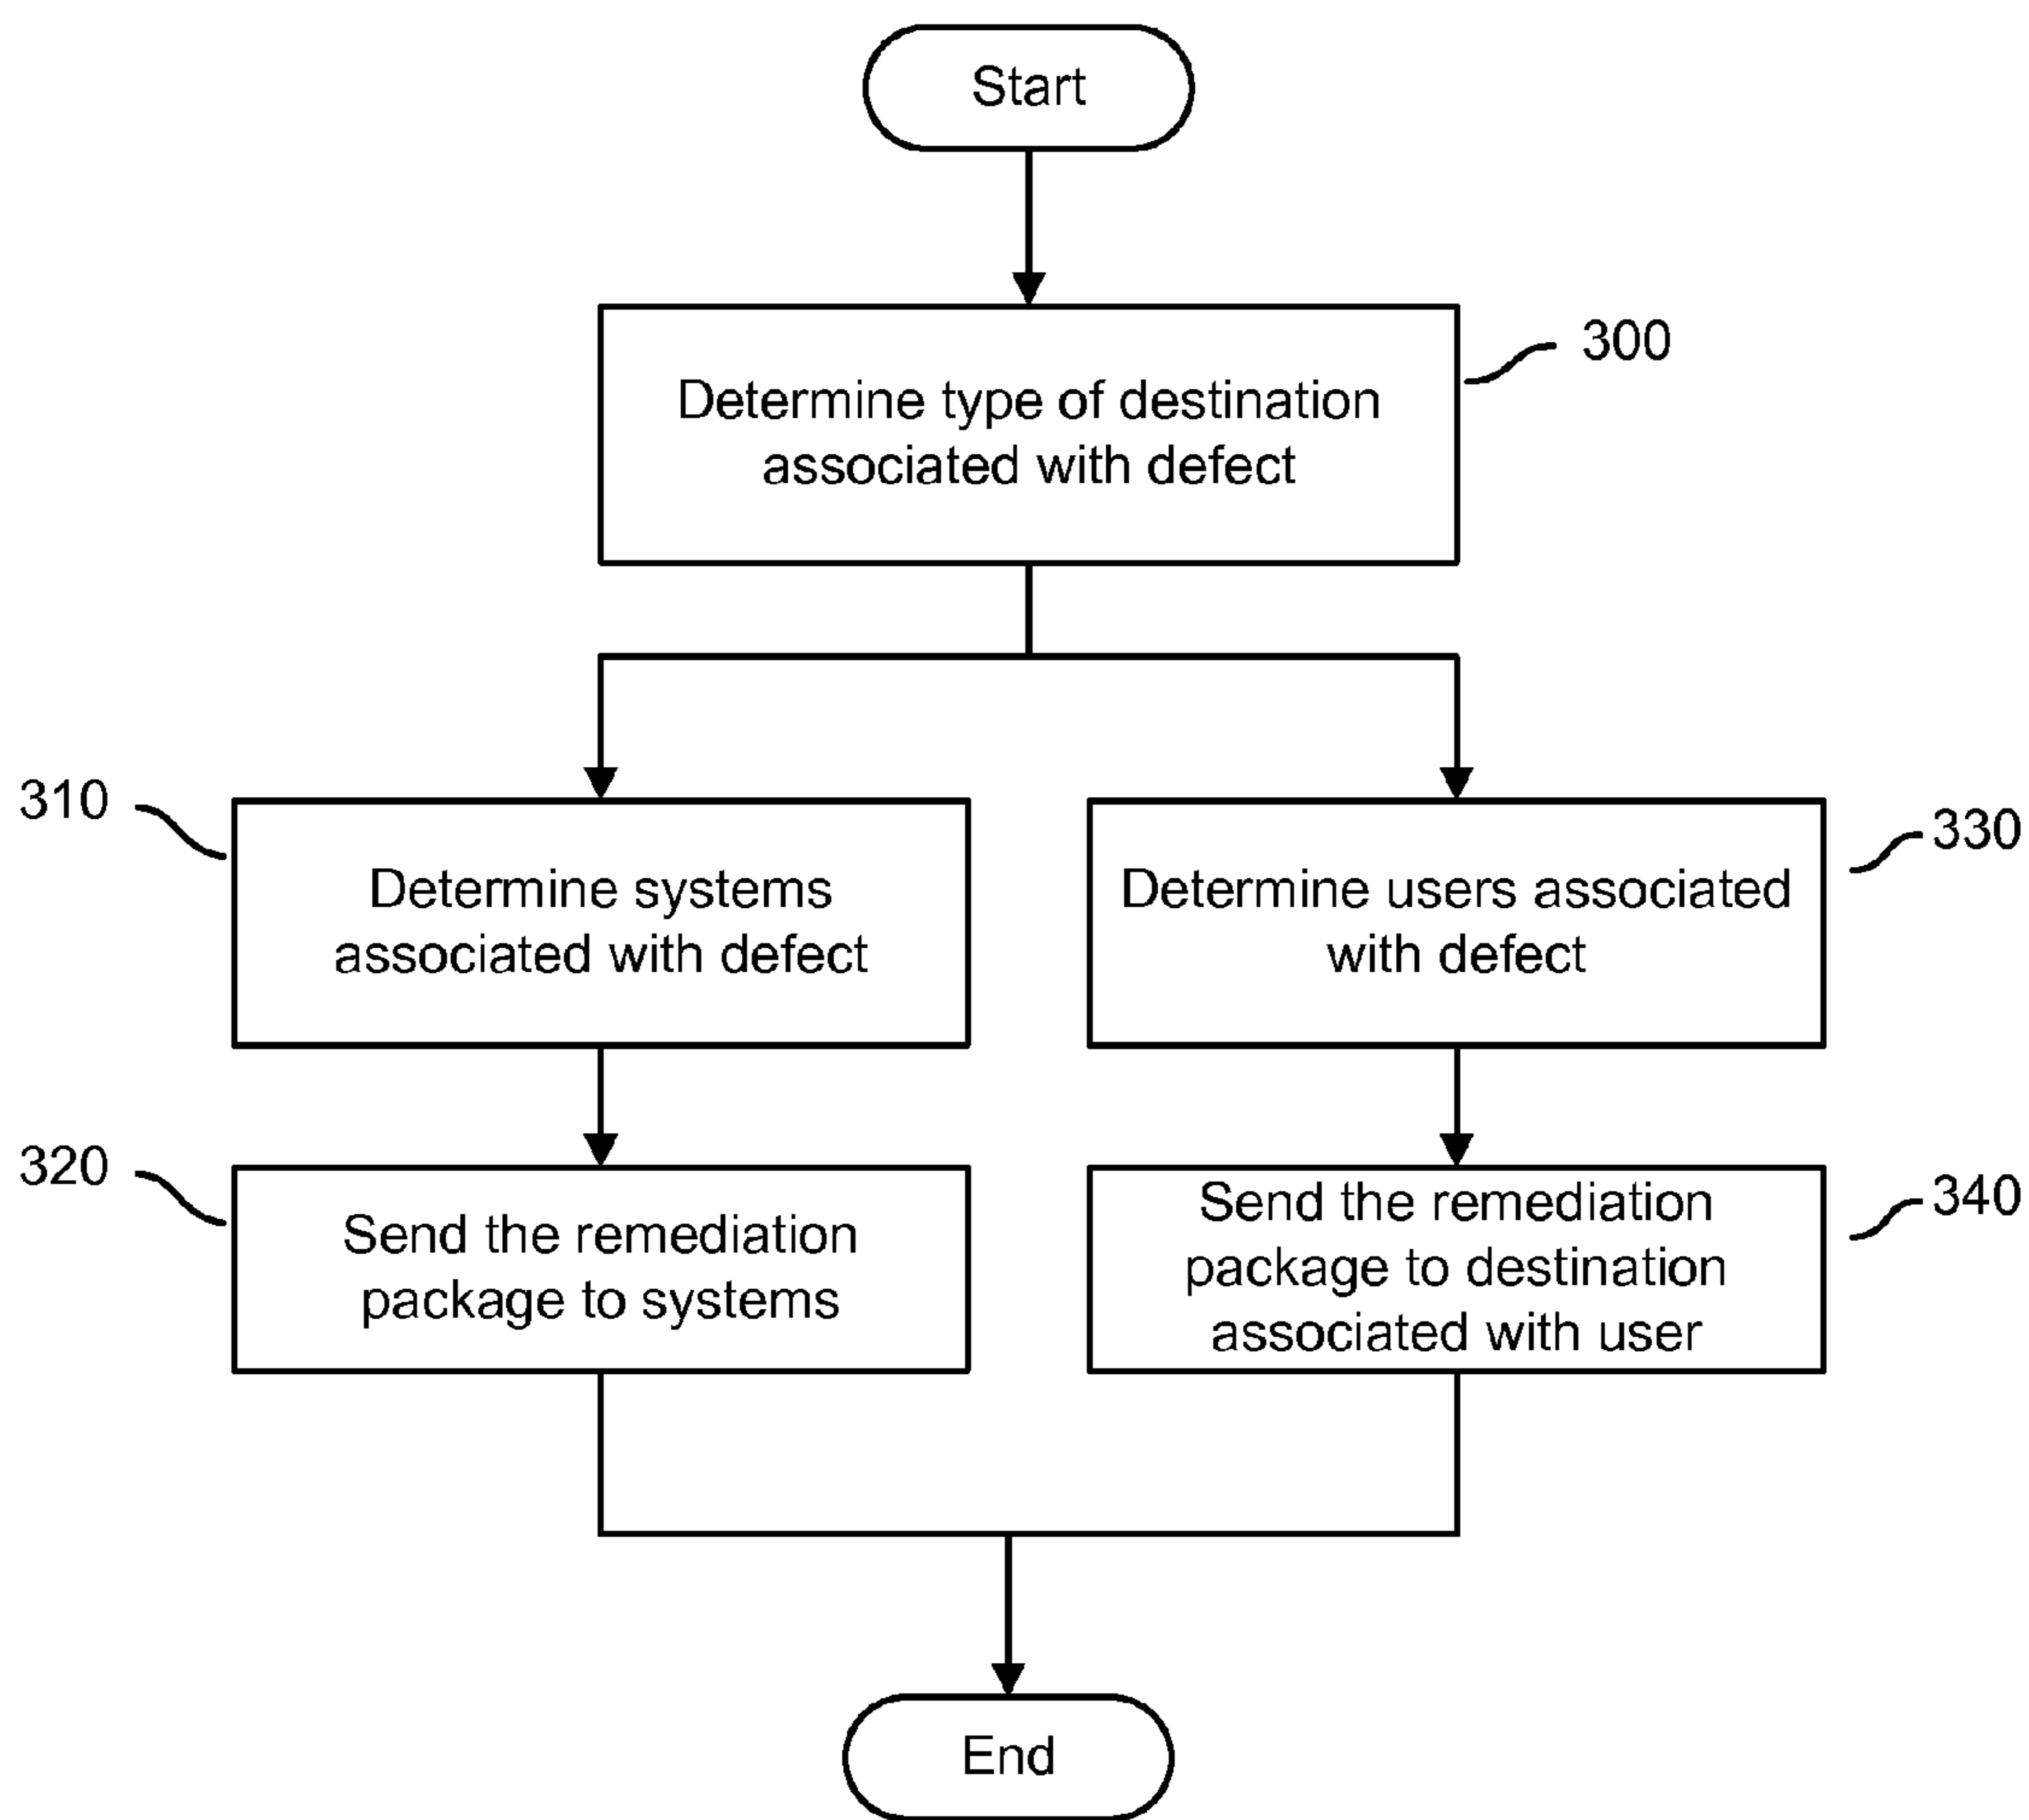 Start
300
Determine type of destination
associated with defect
310
Determine systems
associated with defect
330
Determine users associated
with defect
320
Send the remediation
package to systems
340
Send the remediation
package to destination
associated with user
End